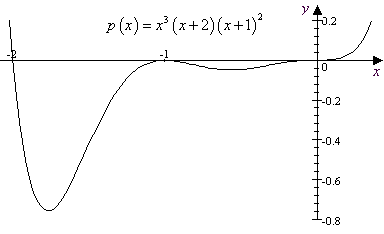 y
p(x) = x³(x+2)(x+1)²
0.2
-2
-1
0
x
-0.2
-0.4
-0.6
-0.8